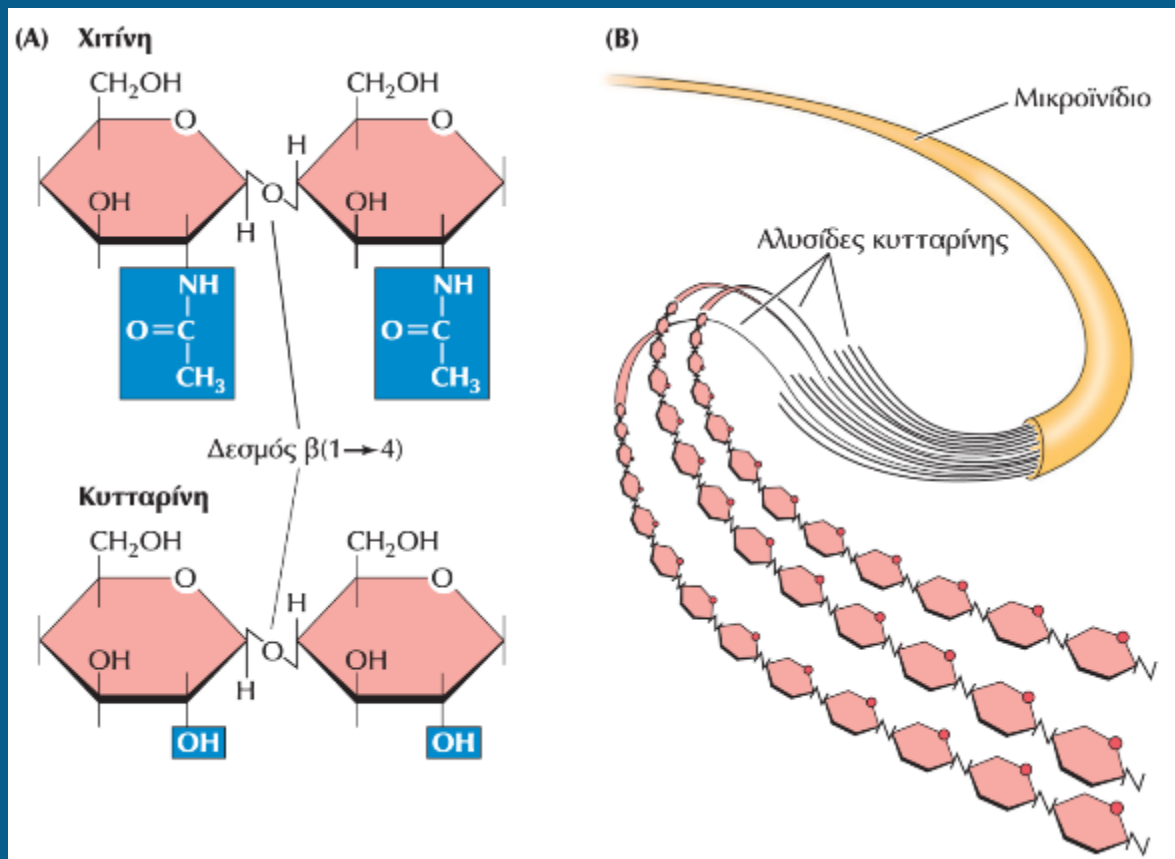 (A) Χιτίνη
CH₂OH CH₂OH
O O
H
OH O OH
H
NH NH
O=C O=C
CH₃ CH₃
Δεσμός β(1→4)
Κυτταρίνη
CH₂OH CH₂OH
O O
H
OH O OH
H
OH OH
(B)
Μικροϊνίδιο
Αλυσίδες κυτταρίνης